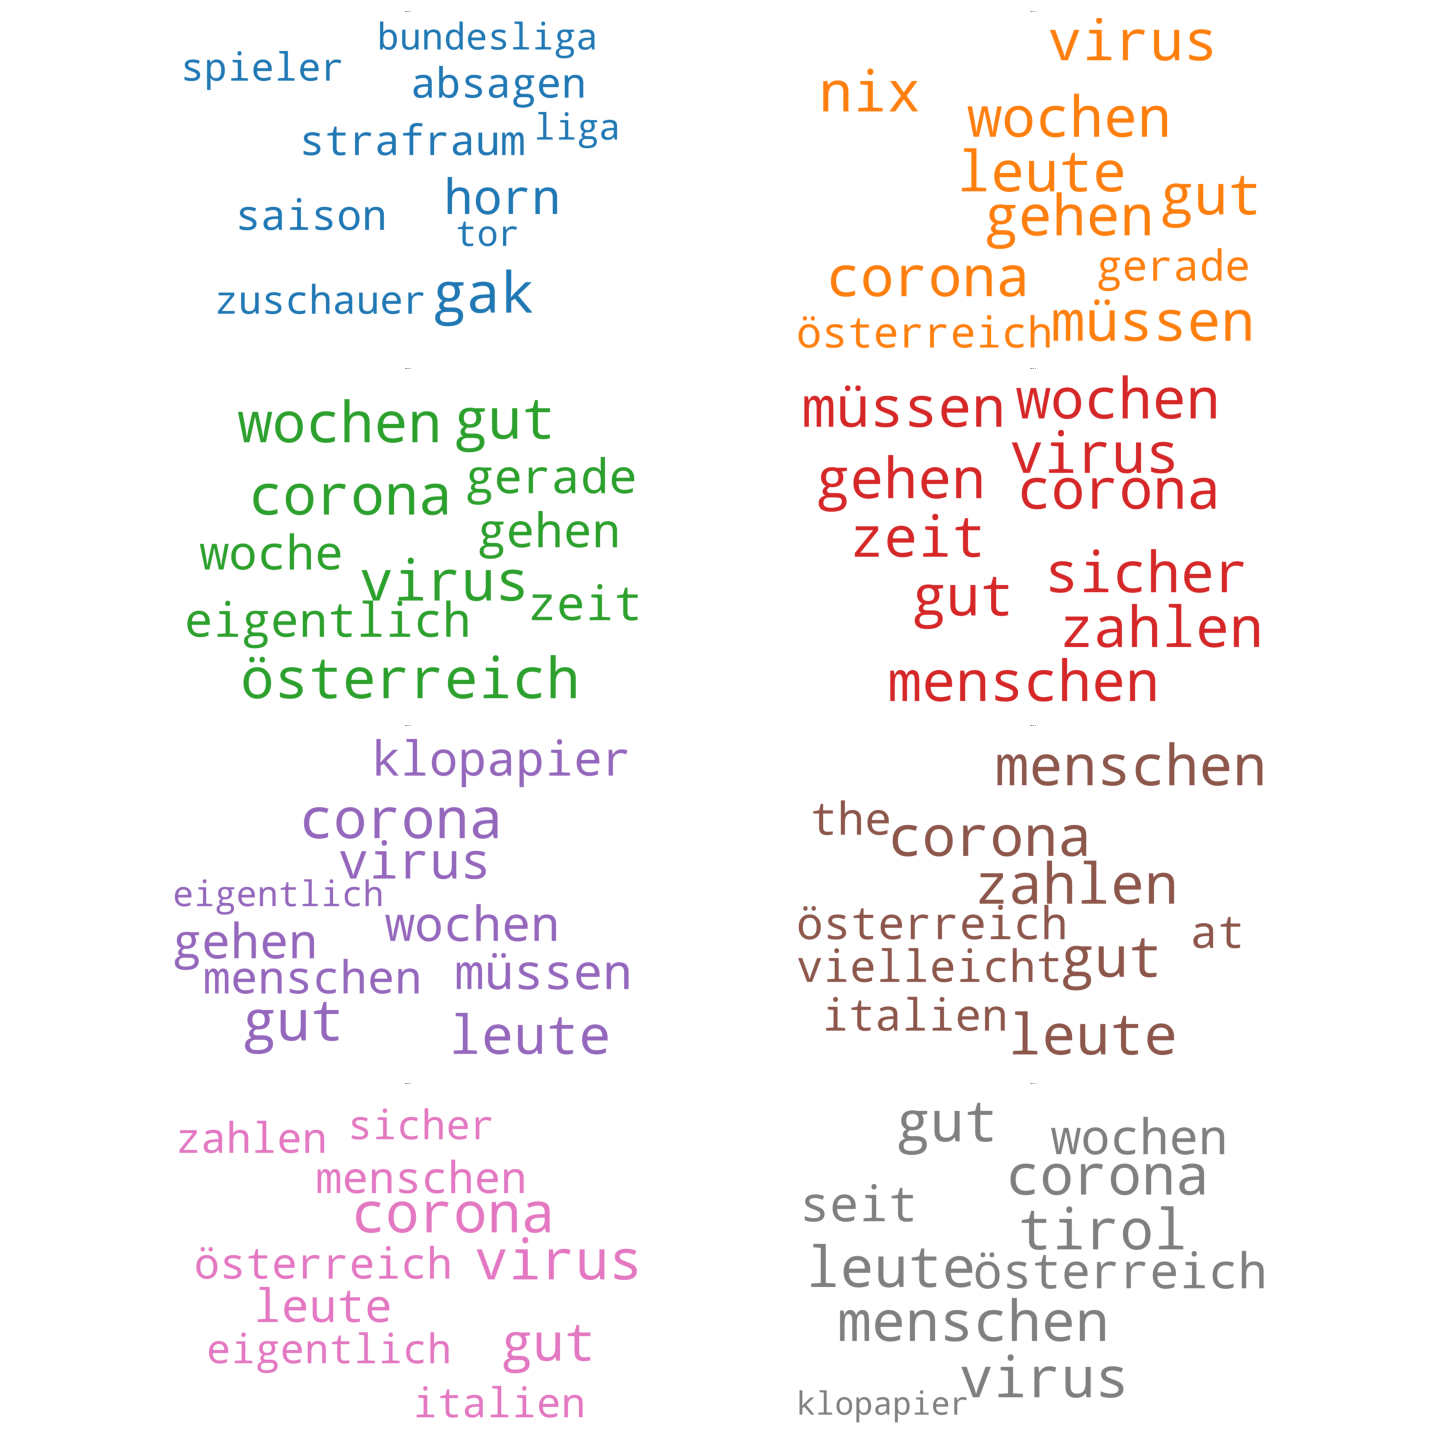 bundesliga
spieler
absagen
liga
strafraum
horn
saison
tor
gak
zuschauer
virus
nix
wochen
leute
gut
gehen
corona
gerade
müssen
österreich
wochen gut
gerade
corona
gehen
woche
virus
zeit
eigentlich
österreich
müssen wochen
virus
gehen
corona
zeit
sicher
gut
zahlen
menschen
klopapier
corona
virus
eigentlich
wochen
gehen
menschen
müssen
gut
leute
menschen
the
corona
zahlen
österreich
at
vielleicht
gut
italien
leute
sicher
zahlen
menschen
corona
österreich
virus
leute
gut
eigentlich
italien
gut
wochen
corona
seit
tirol
leute
österreich
menschen
virus
klopapier